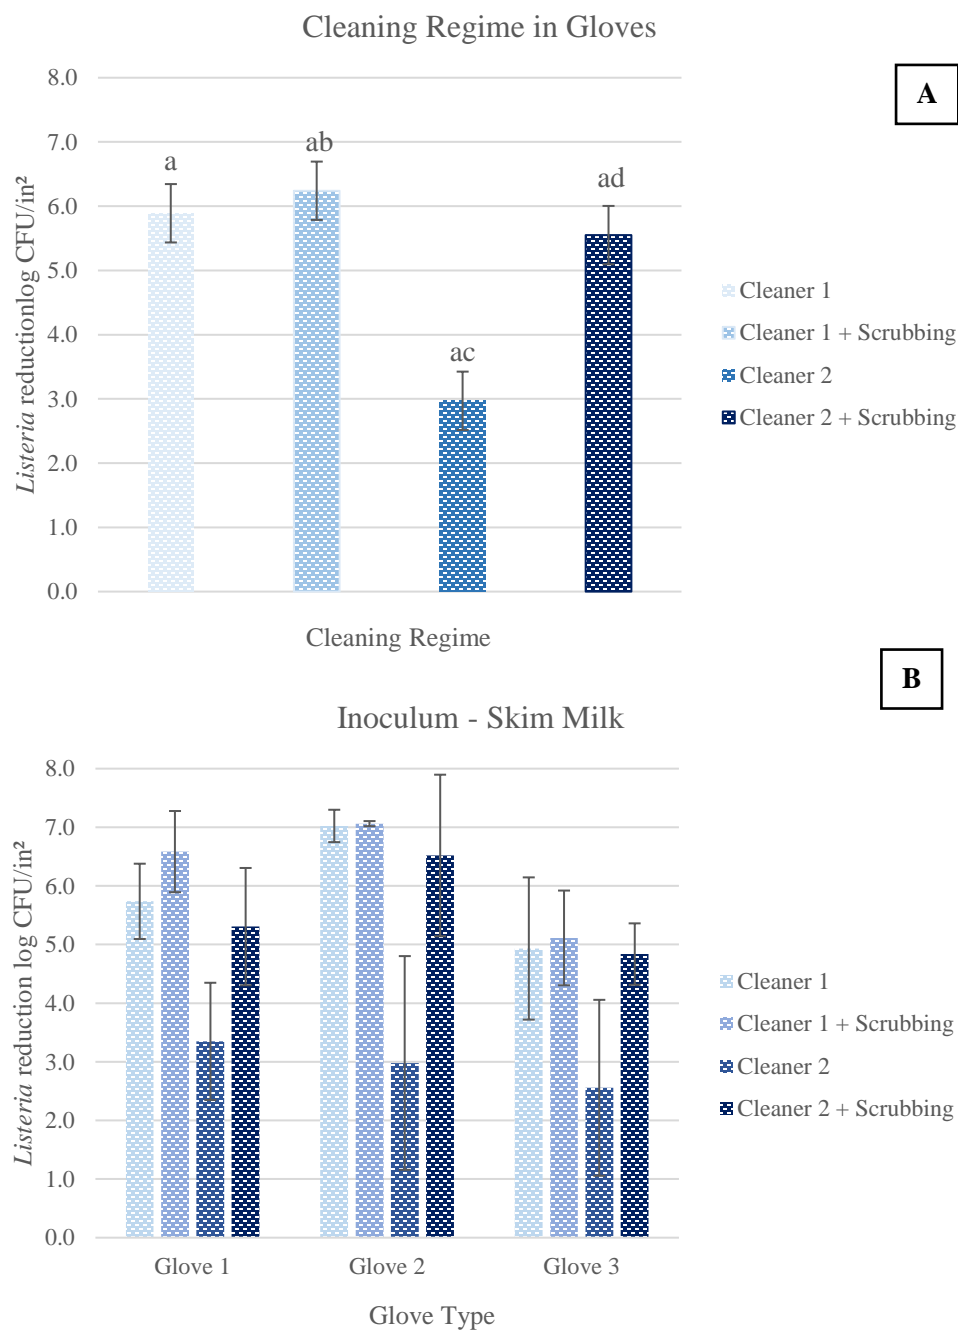 Cleaning Regime in Gloves
A
8.0
7.0
6.0
5.0
4.0
3.0
2.0
1.0
0.0
Listeria reductionlog CFU/in²
a
ab
ac
ad
Cleaner 1
Cleaner 1 + Scrubbing
Cleaner 2
Cleaner 2 + Scrubbing
Cleaning Regime
B
Inoculum - Skim Milk
8.0
7.0
6.0
5.0
4.0
3.0
2.0
1.0
0.0
Listeria reduction log CFU/in²
Cleaner 1
Cleaner 1 + Scrubbing
Cleaner 2
Cleaner 2 + Scrubbing
Glove 1
Glove 2
Glove 3
Glove Type